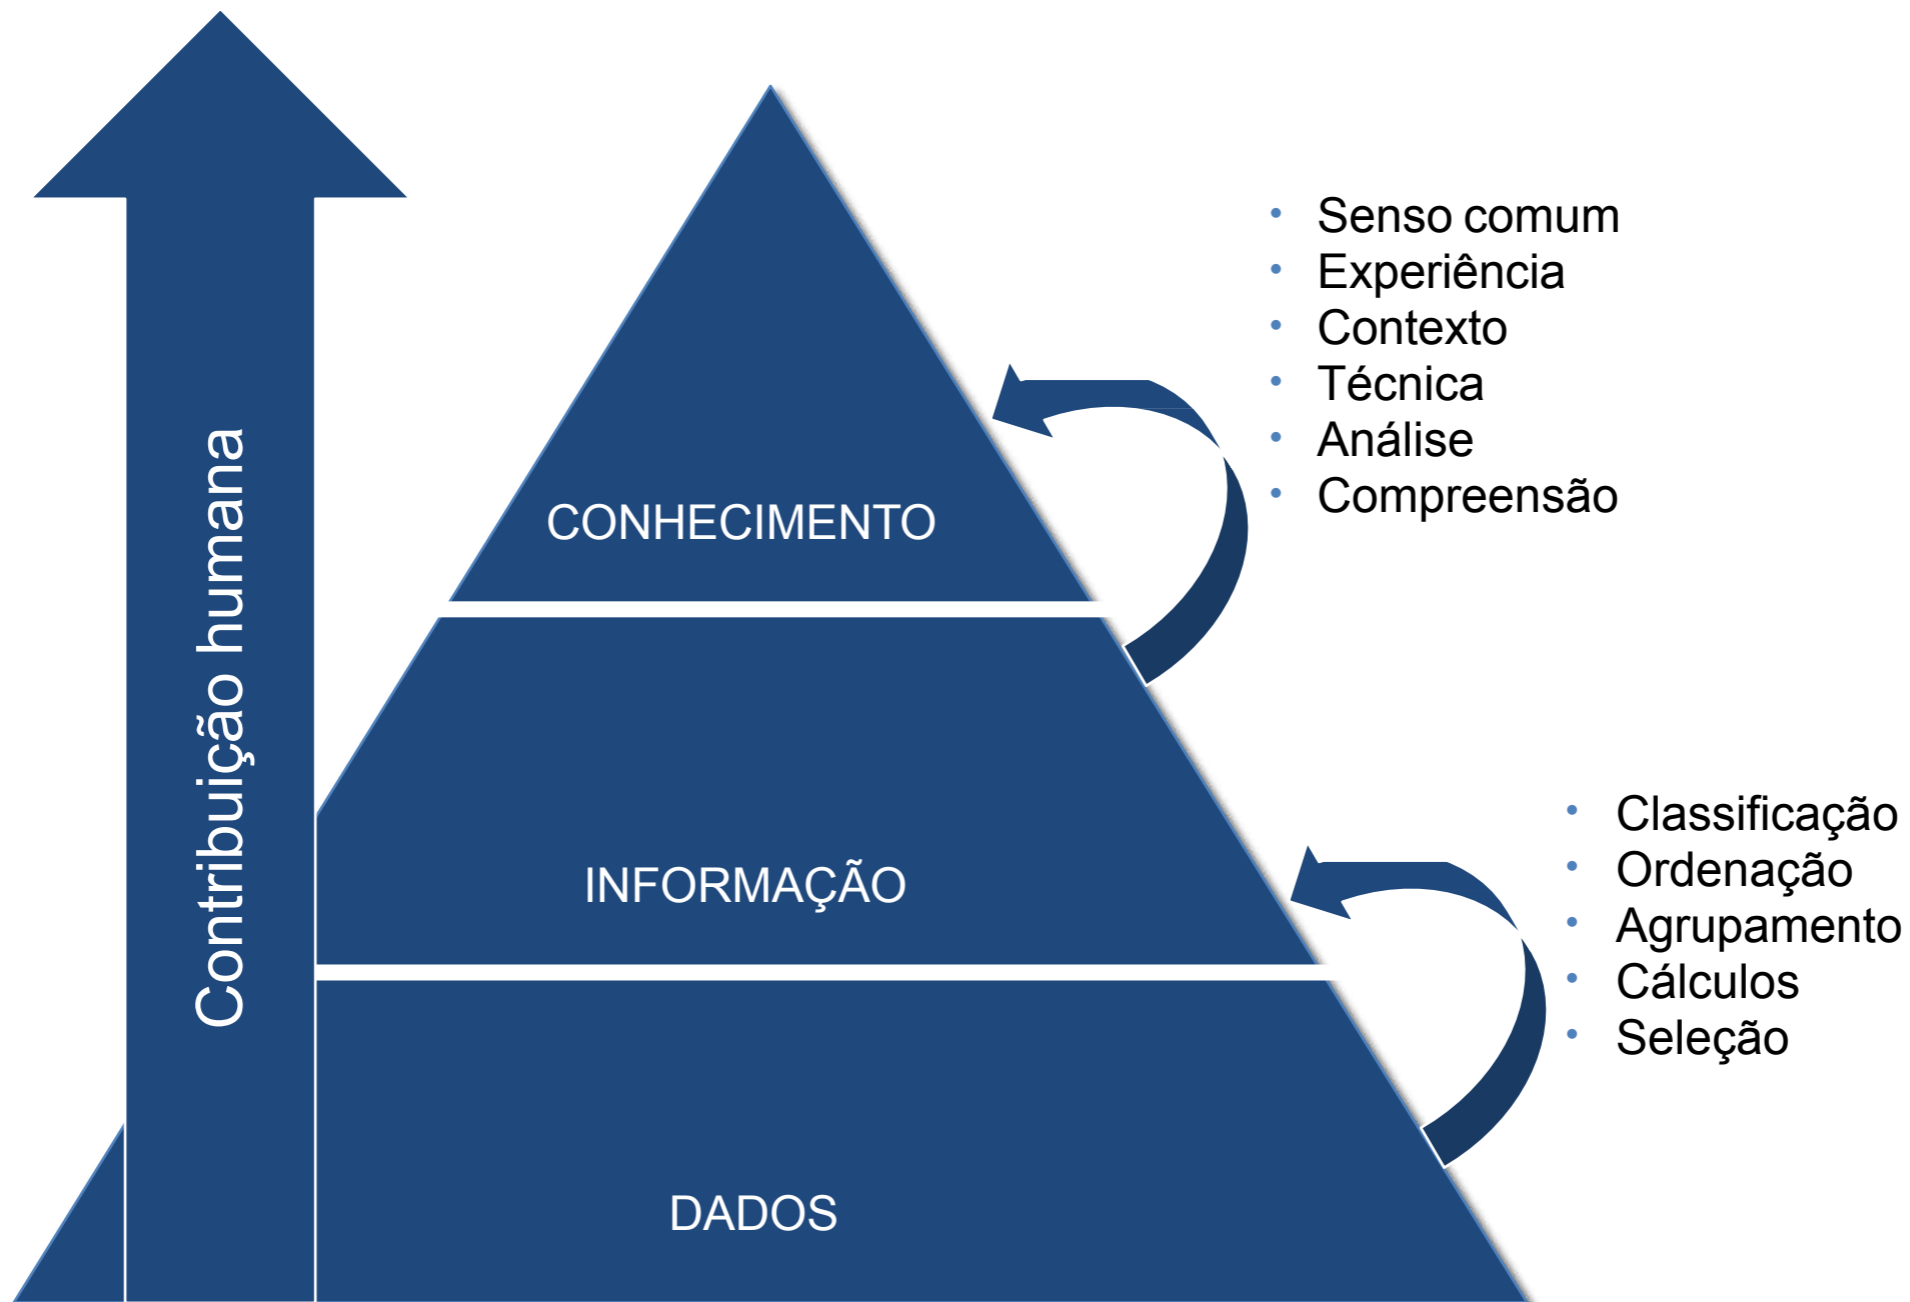 Contribuição humana
CONHECIMENTO
INFORMAÇÃO
DADOS
• Senso comum
• Experiência
• Contexto
• Técnica
• Análise
• Compreensão
• Classificação
• Ordenação
• Agrupamento
• Cálculos
• Seleção